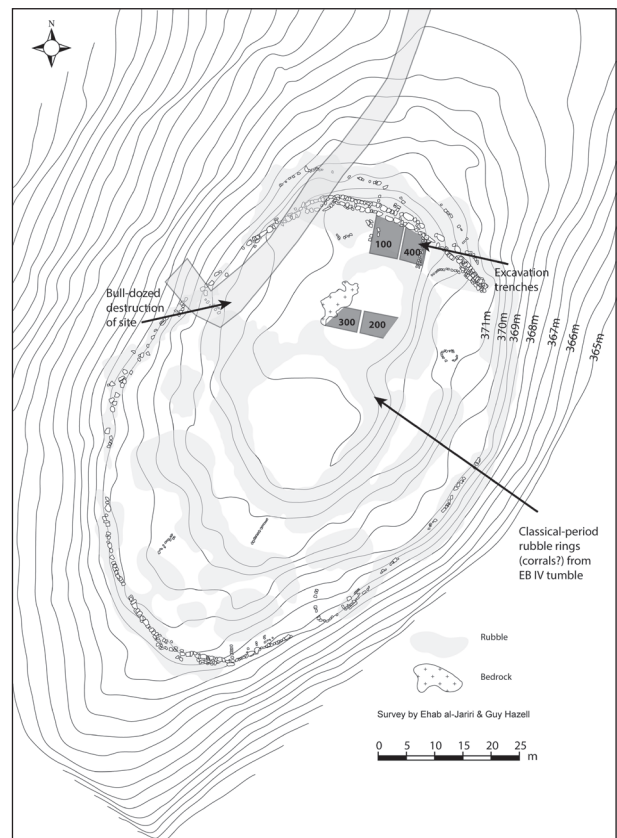 N
100
400
Excavation
trenches
Bull-dozed
destruction
of site
300
200
371m
370m
369m
368m
367m
366m
365m
Classical-period
rubble rings
(corrals?) from
EB IV tumble
Rubble
Bedrock
Survey by Ehab al-Jariri & Guy Hazell
0 5 10 15 20 25
m